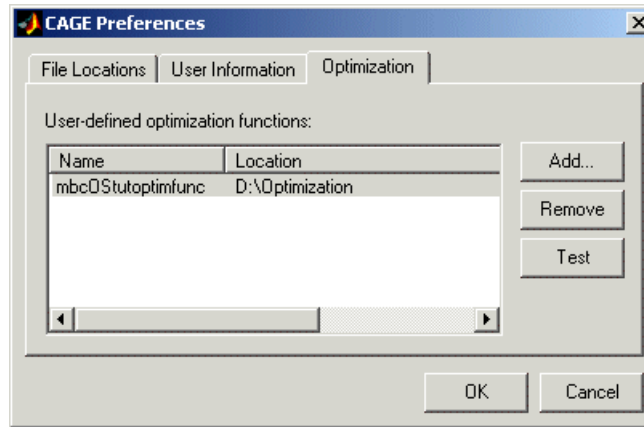 CAGE Preferences
File Locations User Information Optimization
User-defined optimization functions:
Name Location
mbcOStutoptimfunc D:\Optimization
Add...
Remove
Test
OK Cancel